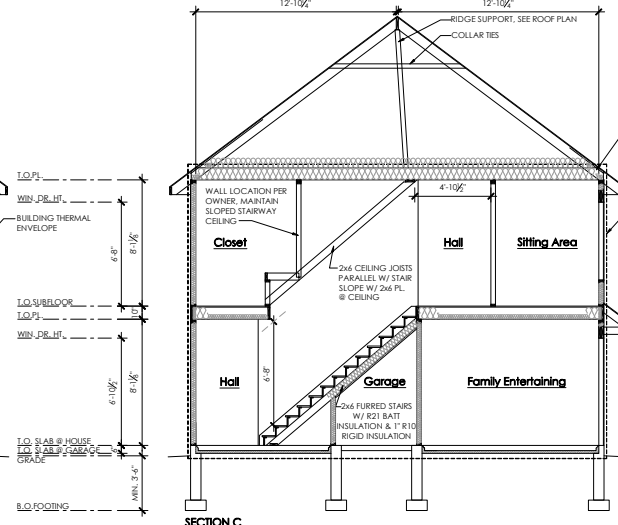 12'-10¼"
12'-10¼"
RIDGE SUPPORT, SEE ROOF PLAN
COLLAR TIES
T.O.PL.
WIN. DR. HT.
BUILDING THERMAL
ENVELOPE
6'-8"
8'-1⅛"
WALL LOCATION PER
OWNER, MAINTAIN
SLOPED STAIRWAY
CEILING
4'-10½"
Closet
Hall
Sitting Area
2x6 CEILING JOISTS
PARALLEL W/ STAIR
SLOPE W/ 2x6 PL.
@ CEILING
T.O.SUBFLOOR
T.O.PL.
10"
WIN. DR. HT.
6'-10½"
8'-1⅛"
6'-8"
Hall
Garage
Family Entertaining
2x6 FURRED STAIRS
W/ R21 BATT
INSULATION & 1" R10
RIGID INSULATION
T.O. SLAB @ HOUSE
T.O. SLAB @ GARAGE
GRADE
6"
MIN. 3'-6"
B.O.FOOTING
SECTION C